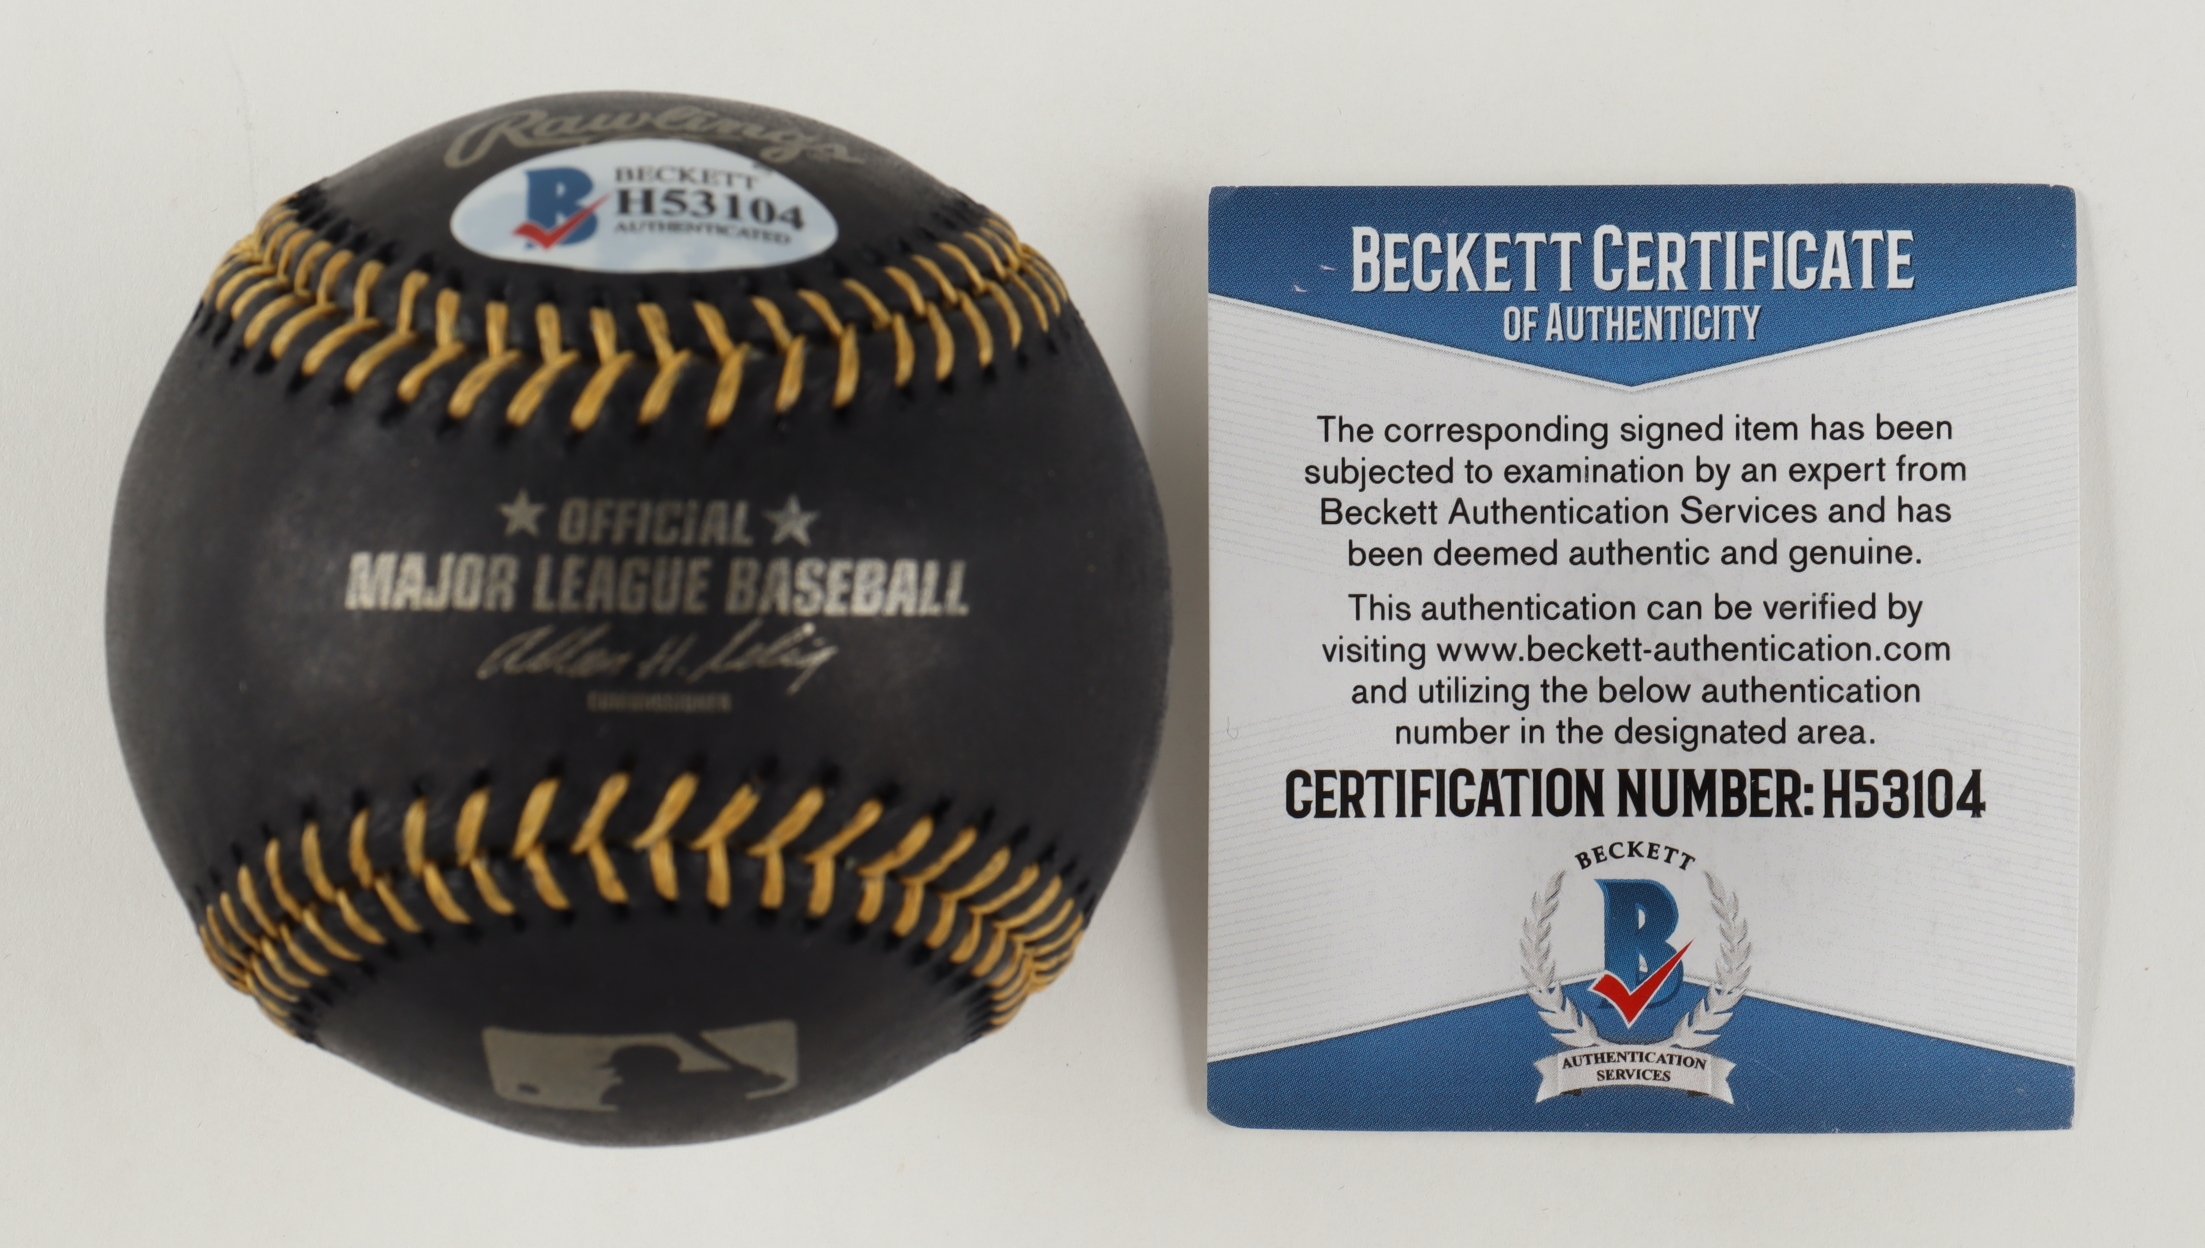 Rawlings
BECKETT
H53104
AUTHENTICATED
OFFICIAL
MAJOR LEAGUE BASEBALL
Allan H. Selig
COMMISSIONER
BECKETT CERTIFICATE
OF AUTHENTICITY
The corresponding signed item has been
subjected to examination by an expert from
Beckett Authentication Services and has
been deemed authentic and genuine.
This authentication can be verified by
visiting www.beckett-authentication.com
and utilizing the below authentication
number in the designated area.
CERTIFICATION NUMBER: H53104
BECKETT
B
AUTHENTICATION
SERVICES